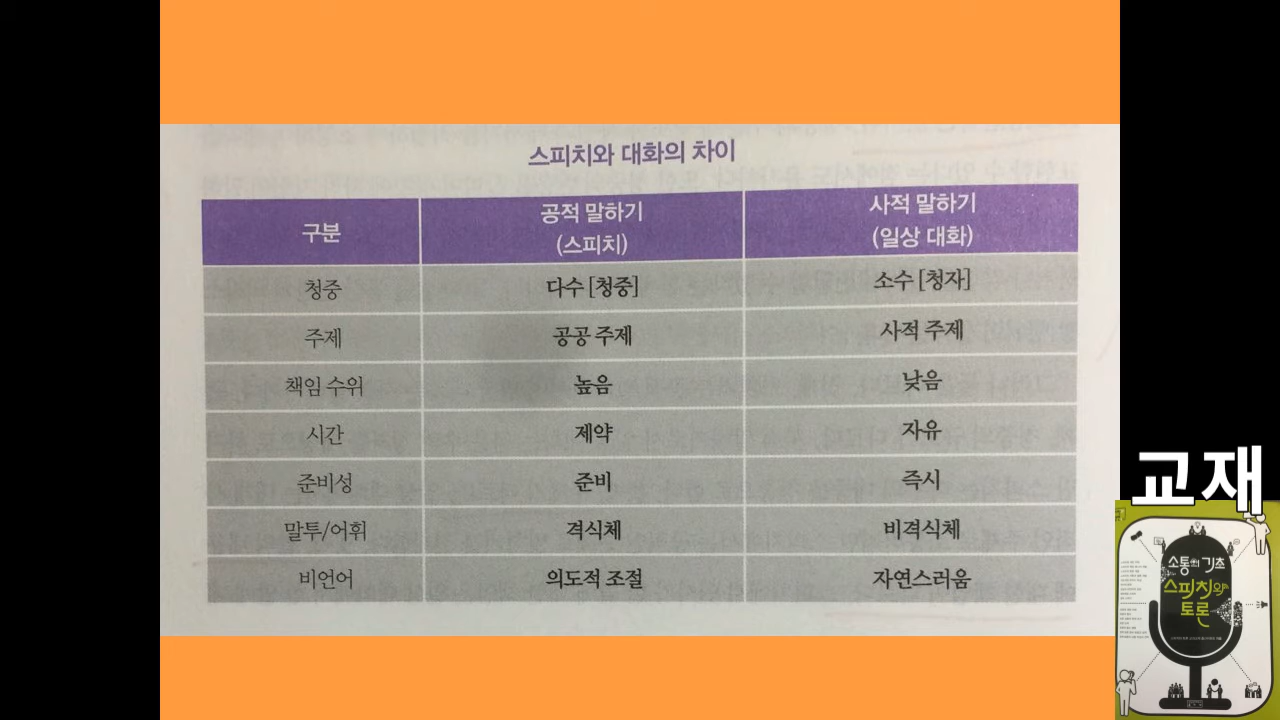 스피치와 대화의 차이
구분 공적 말하기 (스피치) 사적 말하기 (일상 대화)
청중 다수 [청중] 소수 [청자]
주제 공공 주제 사적 주제
책임 수위 높음 낮음
시간 제약 자유
준비성 준비 즉시
말투/어휘 격식체 비격식체
비언어 의도적 조절 자연스러움
교재
소통의 기초
스피치와
토론